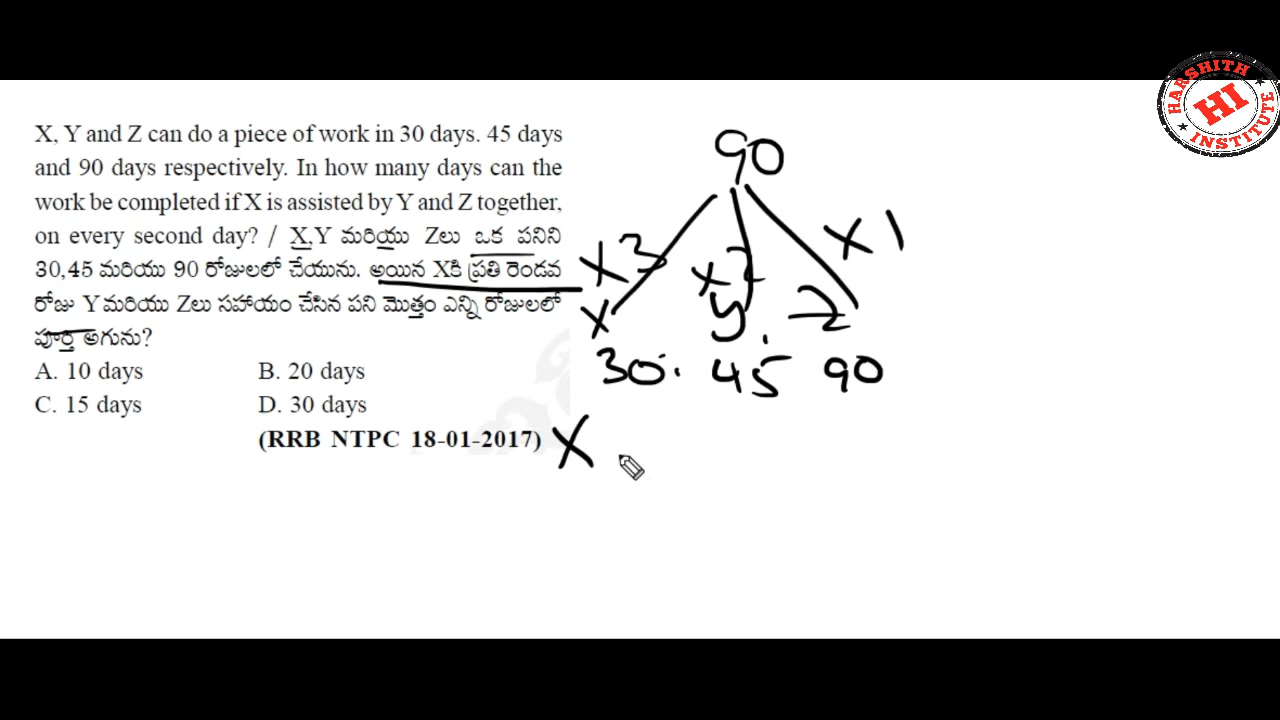 HARSHITH
HI
INSTITUTE
X, Y and Z can do a piece of work in 30 days. 45 days
and 90 days respectively. In how many days can the
work be completed if X is assisted by Y and Z together,
on every second day? / X,Y మరియు Zలు ఒక పనిని
30,45 మరియు 90 రోజులలో చేయును. అయిన Xకి ప్రతి రెండవ
రోజు Y మరియు Zలు సహాయం చేసిన పని మొత్తం ఎన్ని రోజులలో
పూర్తి అగును?
A. 10 days B. 20 days
C. 15 days D. 30 days
(RRB NTPC 18-01-2017)
90
X3 X2 X1
X Y Z
30 45 90
X